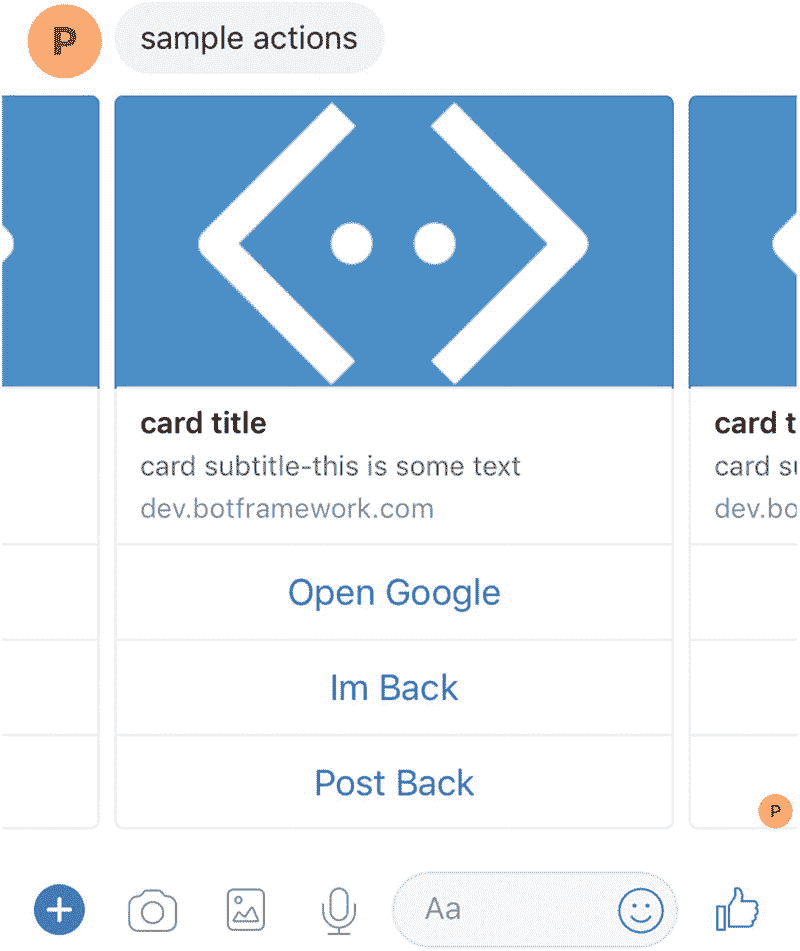 P
sample actions
card title
card subtitle-this is some text
dev.botframework.com
Open Google
Im Back
Post Back
card t
card su
dev.bo
P
Aa